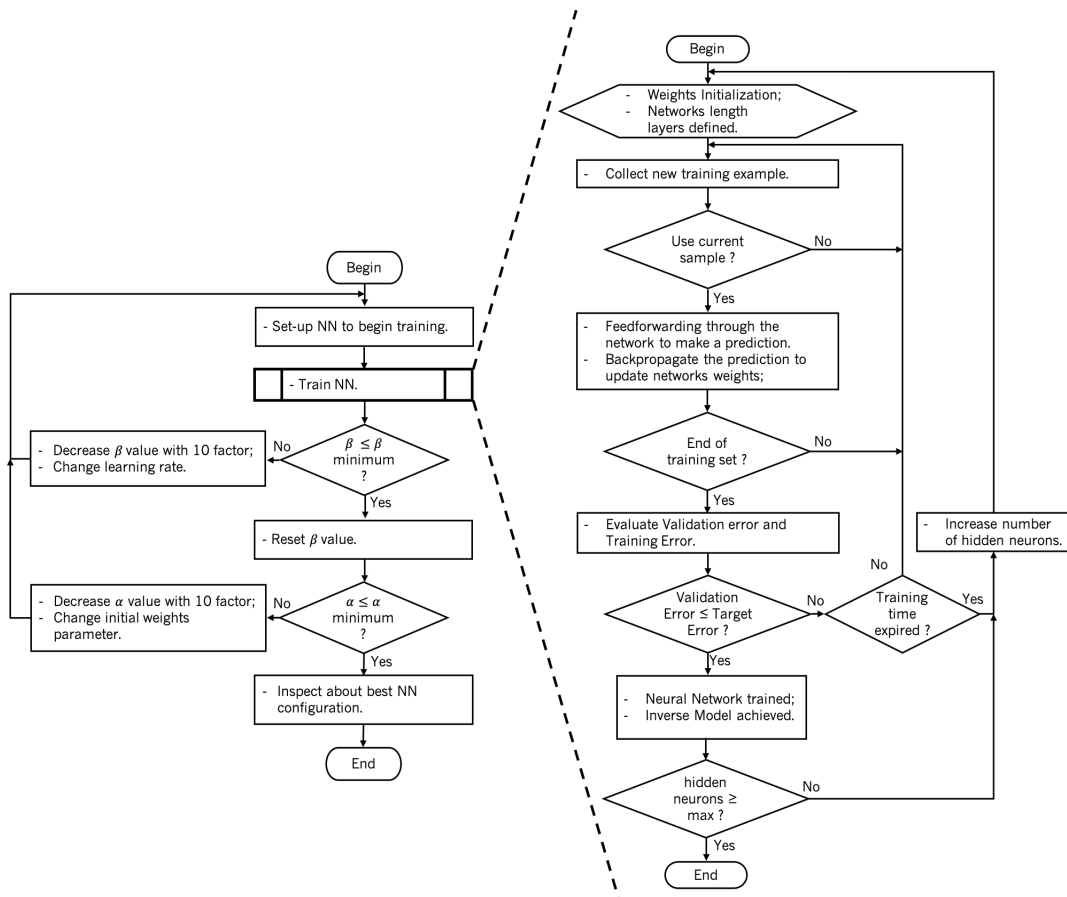 Begin
- Set-up NN to begin training.
- Train NN.
β ≤ β
minimum
?
No
Yes
- Decrease β value with 10 factor;
- Change learning rate.
- Reset β value.
α ≤ α
minimum
?
No
Yes
- Decrease α value with 10 factor;
- Change initial weights
parameter.
- Inspect about best NN
configuration.
End
Begin
- Weights Initialization;
- Networks length
layers defined.
- Collect new training example.
Use current
sample ?
No
Yes
- Feedforwarding through the
network to make a prediction.
- Backpropagate the prediction to
update networks weights;
End of
training set ?
No
Yes
- Evaluate Validation error and
Training Error.
Validation
Error ≤ Target
Error ?
No
Yes
Training
time
expired ?
No
Yes
- Increase number
of hidden neurons.
- Neural Network trained;
- Inverse Model achieved.
hidden
neurons ≥
max ?
No
Yes
End